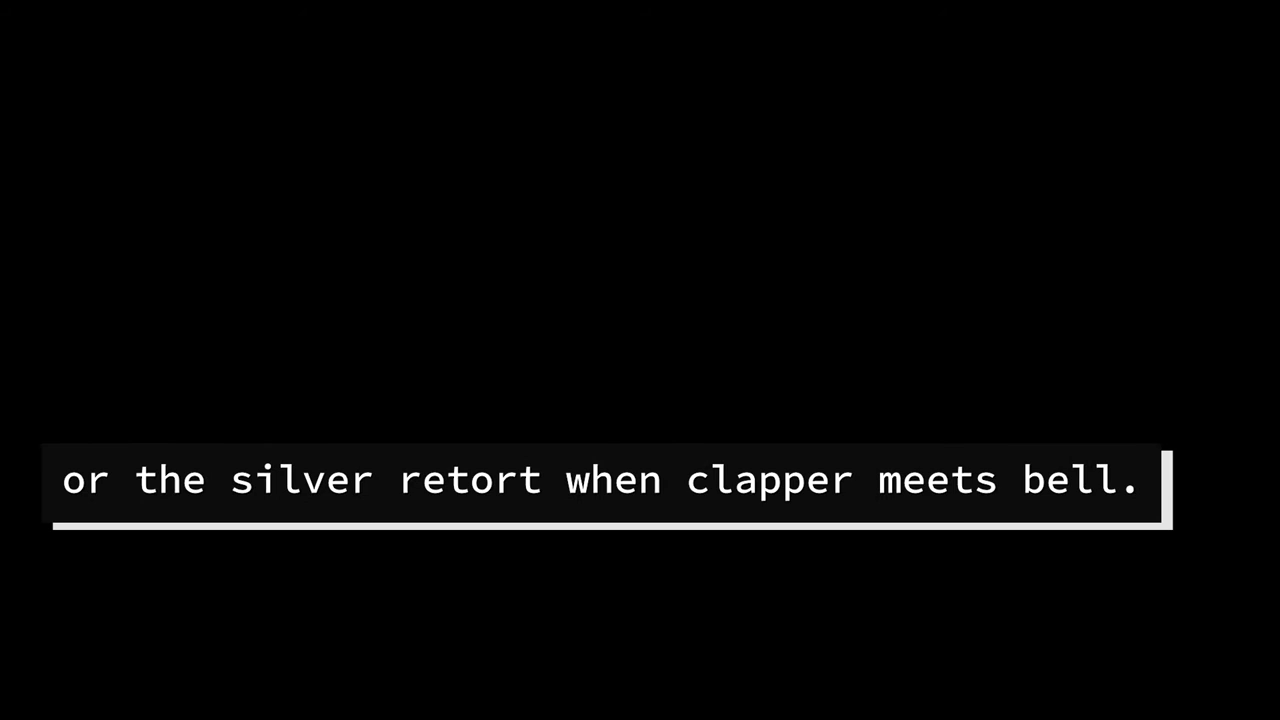 or the silver retort when clapper meets bell.